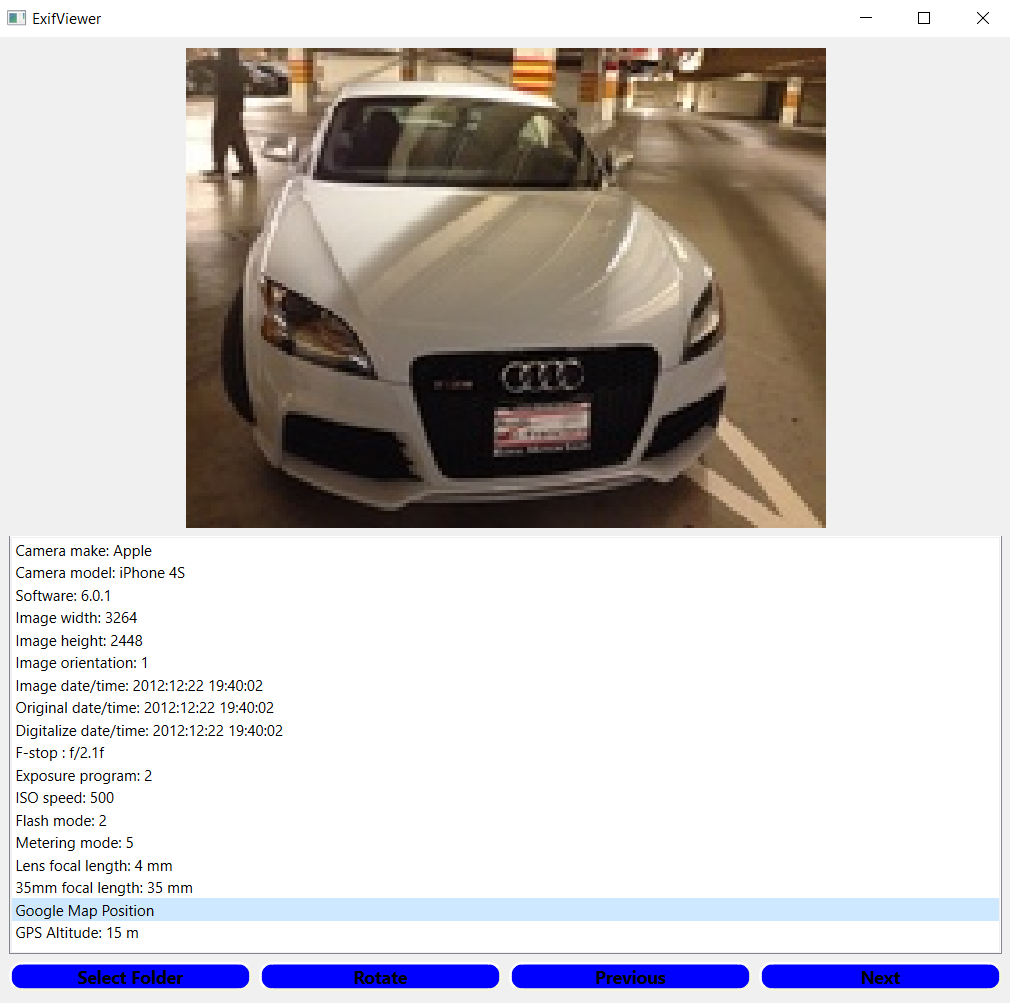 ExifViewer
Camera make: Apple
Camera model: iPhone 4S
Software: 6.0.1
Image width: 3264
Image height: 2448
Image orientation: 1
Image date/time: 2012:12:22 19:40:02
Original date/time: 2012:12:22 19:40:02
Digitalize date/time: 2012:12:22 19:40:02
F-stop : f/2.1f
Exposure program: 2
ISO speed: 500
Flash mode: 2
Metering mode: 5
Lens focal length: 4 mm
35mm focal length: 35 mm
Google Map Position
GPS Altitude: 15 m
Select Folder
Rotate
Previous
Next